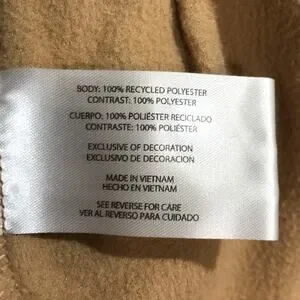 BODY: 100% RECYCLED POLYESTER
CONTRAST: 100% POLYESTER
CUERPO: 100% POLIÉSTER RECICLADO
CONTRASTE: 100% POLIÉSTER
EXCLUSIVE OF DECORATION
EXCLUSIVO DE DECORACION
MADE IN VIETNAM
HECHO EN VIETNAM
SEE REVERSE FOR CARE
VER AL REVERSO PARA CUIDADO